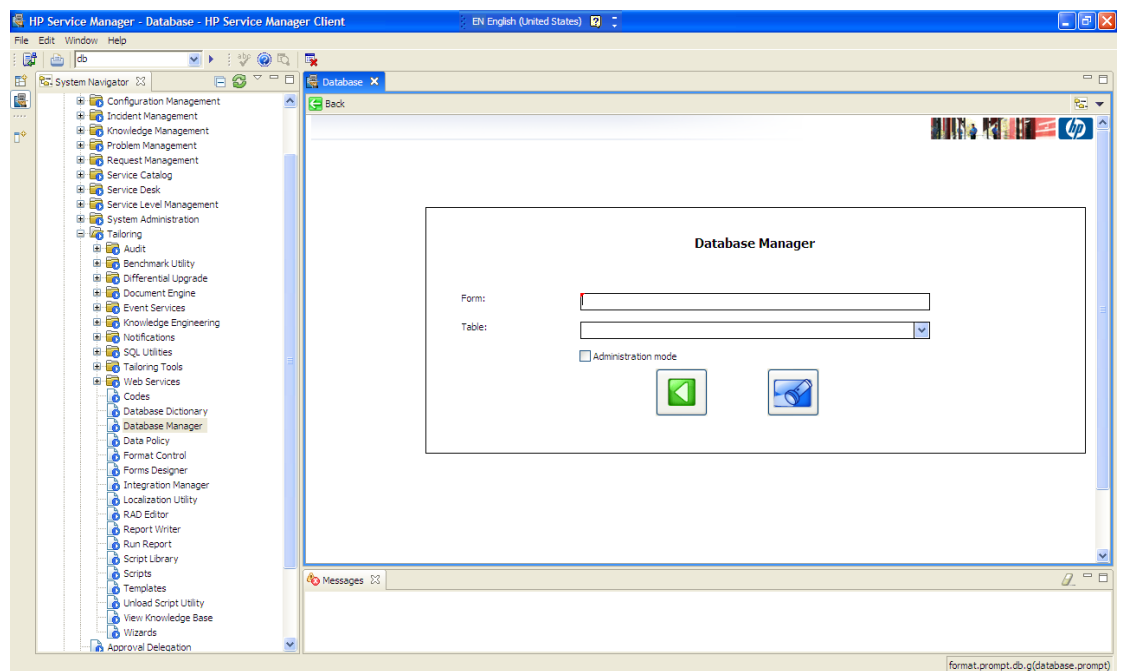 HP Service Manager - Database - HP Service Manager Client
EN English (United States)
File Edit Window Help
db
System Navigator
Configuration Management
Incident Management
Knowledge Management
Problem Management
Request Management
Service Catalog
Service Desk
Service Level Management
System Administration
Tailoring
Audit
Benchmark Utility
Differential Upgrade
Document Engine
Event Services
Knowledge Engineering
Notifications
SQL Utilities
Tailoring Tools
Web Services
Codes
Database Dictionary
Database Manager
Data Policy
Format Control
Forms Designer
Integration Manager
Localization Utility
RAD Editor
Report Writer
Run Report
Script Library
Scripts
Templates
Unload Script Utility
View Knowledge Base
Wizards
Approval Delegation
Database
Back
hp
Database Manager
Form:
Table:
Administration mode
Messages
format.prompt.db.g(database.prompt)